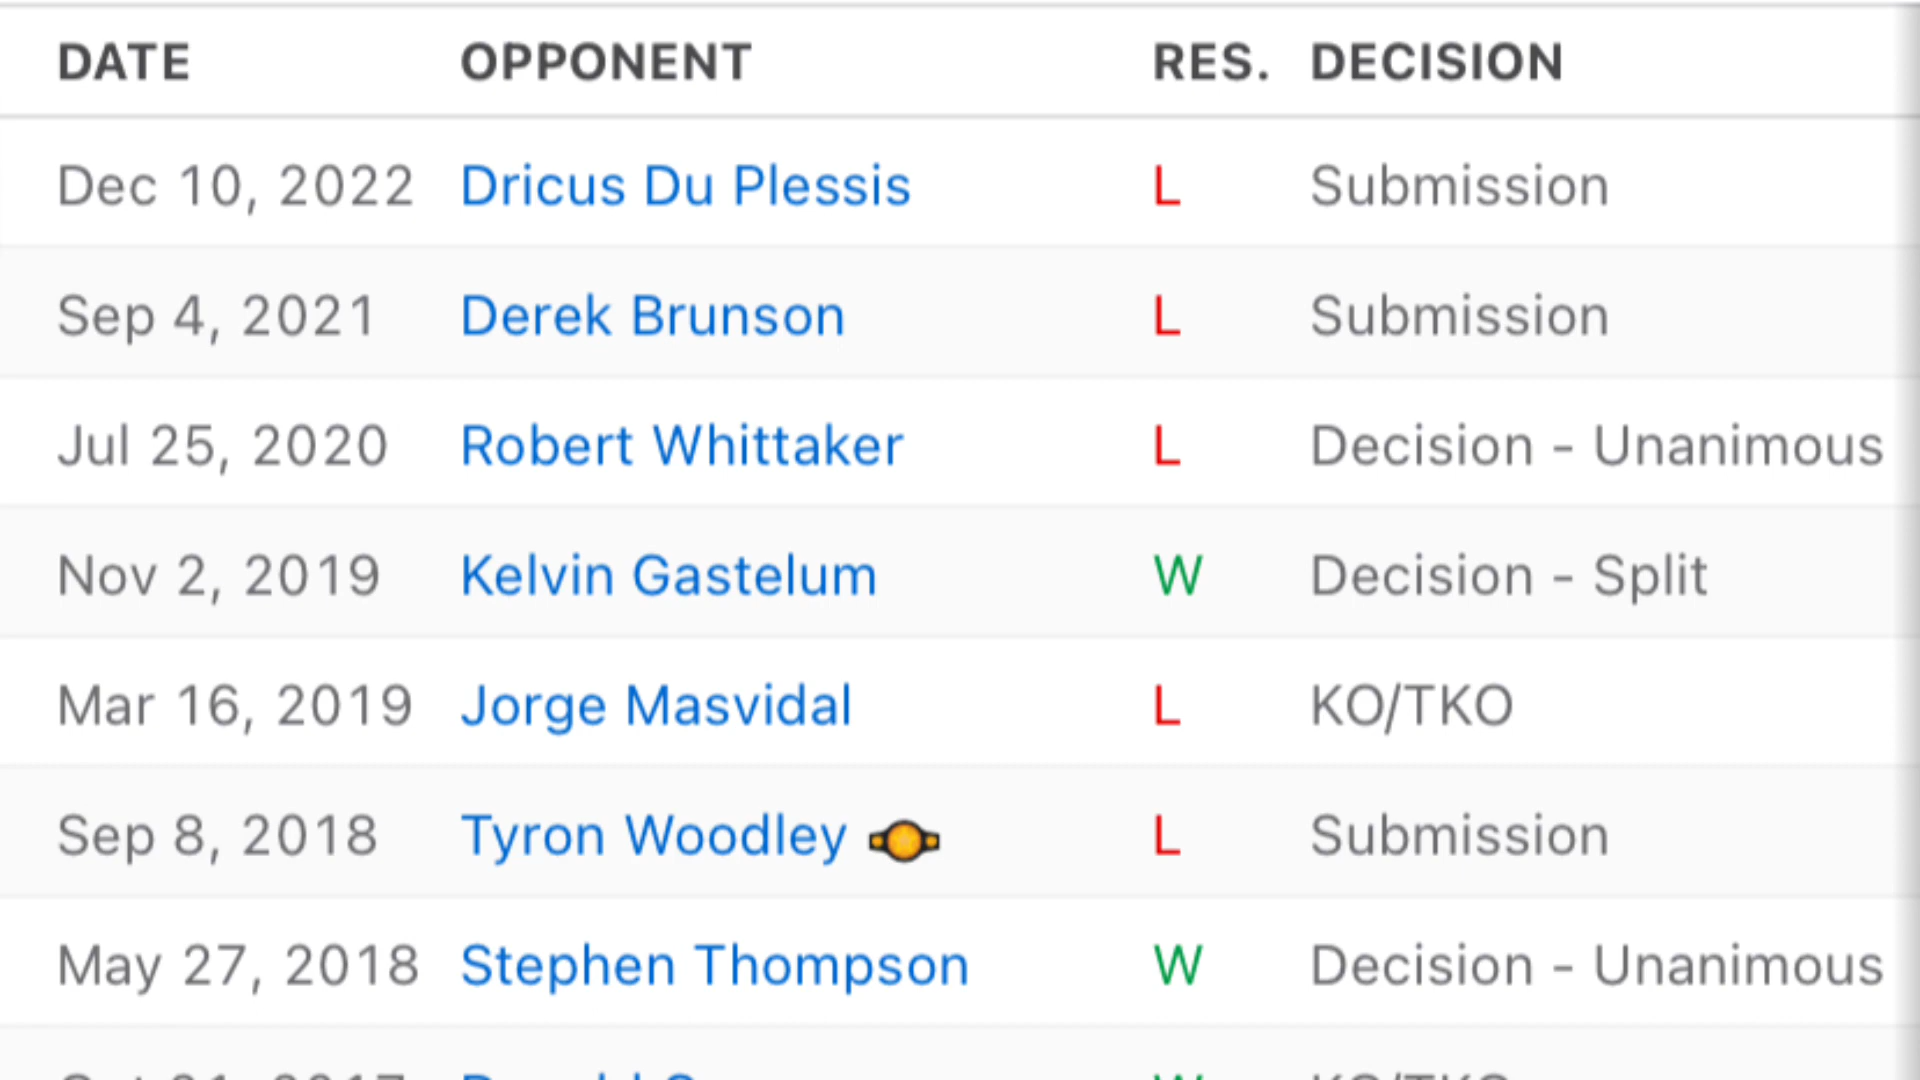 DATE OPPONENT RES. DECISION
Dec 10, 2022 Dricus Du Plessis L Submission
Sep 4, 2021 Derek Brunson L Submission
Jul 25, 2020 Robert Whittaker L Decision - Unanimous
Nov 2, 2019 Kelvin Gastelum W Decision - Split
Mar 16, 2019 Jorge Masvidal L KO/TKO
Sep 8, 2018 Tyron Woodley L Submission
May 27, 2018 Stephen Thompson W Decision - Unanimous